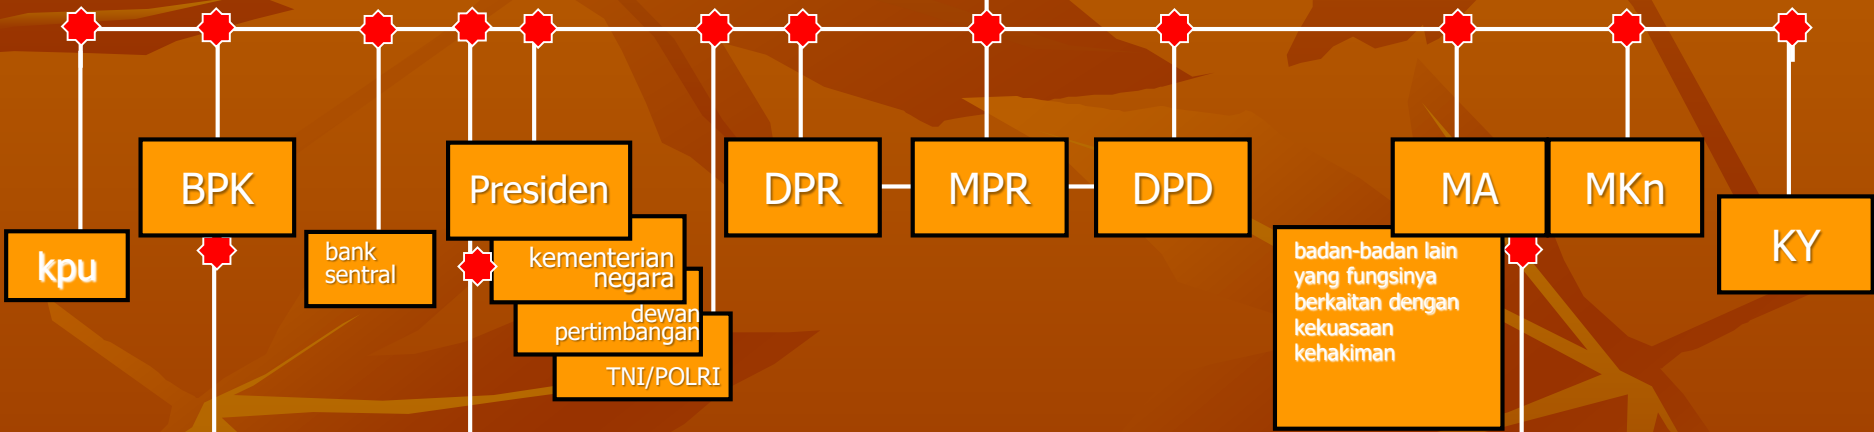 kpu
BPK
bank
sentral
Presiden
kementerian
negara
dewan
pertimbangan
TNI/POLRI
DPR
MPR
DPD
MA
MKn
badan-badan lain
yang fungsinya
berkaitan dengan
kekuasaan
kehakiman
KY